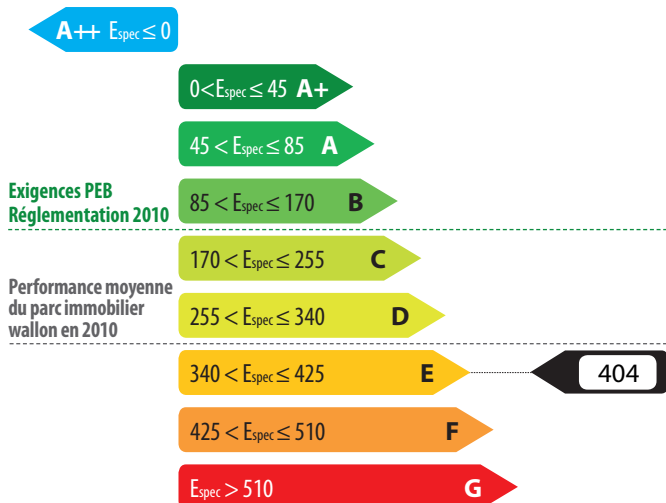 A++ Espec ≤ 0
0<Espec ≤ 45 A+
45 < Espec ≤ 85 A
Exigences PEB
Réglementation 2010
85 < Espec ≤ 170 B
170 < Espec ≤ 255 C
Performance moyenne
du parc immobilier
wallon en 2010
255 < Espec ≤ 340 D
340 < Espec ≤ 425 E 404
425 < Espec ≤ 510 F
Espec > 510 G